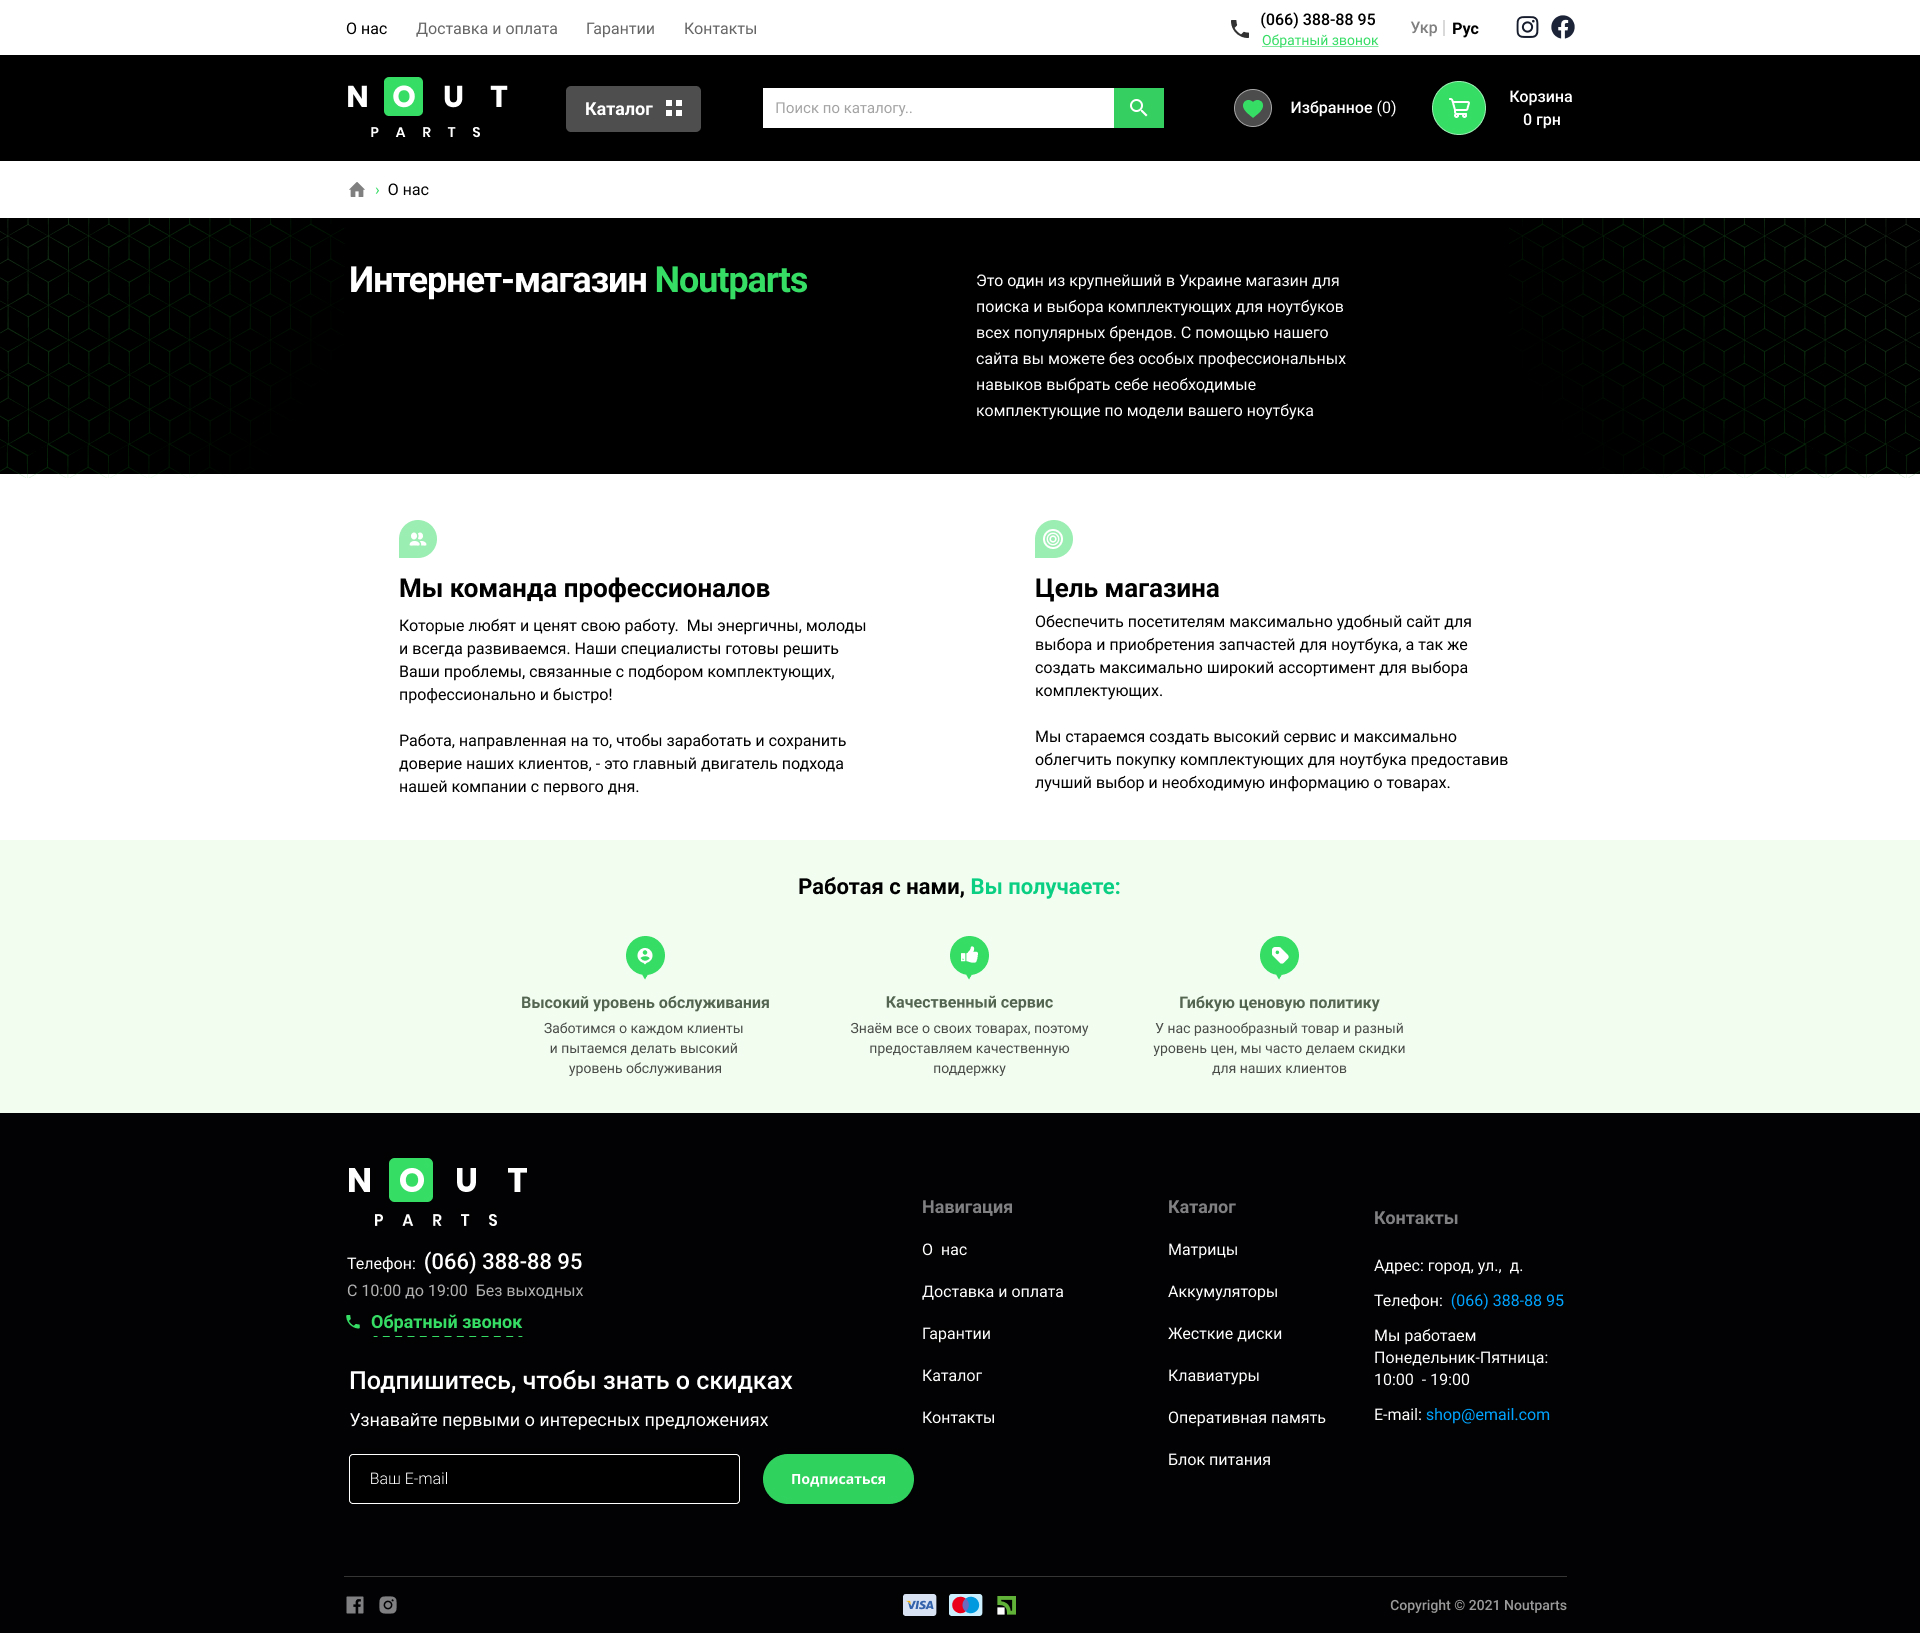 О нас
Доставка и оплата
Гарантии
Контакты
(066) 388-88 95
Обратный звонок
Укр | Рус
NOUT
PARTS
Каталог
Поиск по каталогу..
Избранное (0)
Корзина
0 грн
› О нас
Интернет-магазин Noutparts
Это один из крупнейший в Украине магазин для
поиска и выбора комплектующих для ноутбуков
всех популярных брендов. С помощью нашего
сайта вы можете без особых профессиональных
навыков выбрать себе необходимые
комплектующие по модели вашего ноутбука
Мы команда профессионалов
Которые любят и ценят свою работу.  Мы энергичны, молоды
и всегда развиваемся. Наши специалисты готовы решить
Ваши проблемы, связанные с подбором комплектующих,
профессионально и быстро!
Работа, направленная на то, чтобы заработать и сохранить
доверие наших клиентов, - это главный двигатель подхода
нашей компании с первого дня.
Цель магазина
Обеспечить посетителям максимально удобный сайт для
выбора и приобретения запчастей для ноутбука, а так же
создать максимально широкий ассортимент для выбора
комплектующих.
Мы стараемся создать высокий сервис и максимально
облегчить покупку комплектующих для ноутбука предоставив
лучший выбор и необходимую информацию о товарах.
Работая с нами, Вы получаете:
Высокий уровень обслуживания
Заботимся о каждом клиенты
и пытаемся делать высокий
уровень обслуживания
Качественный сервис
Знаём все о своих товарах, поэтому
предоставляем качественную
поддержку
Гибкую ценовую политику
У нас разнообразный товар и разный
уровень цен, мы часто делаем скидки
для наших клиентов
NOUT
PARTS
Телефон:  (066) 388-88 95
С 10:00 до 19:00  Без выходных
Обратный звонок
Подпишитесь, чтобы знать о скидках
Узнавайте первыми о интересных предложениях
Ваш E-mail
Подписаться
Навигация
О  нас
Доставка и оплата
Гарантии
Каталог
Контакты
Каталог
Матрицы
Аккумуляторы
Жесткие диски
Клавиатуры
Оперативная память
Блок питания
Контакты
Адрес: город, ул.,  д.
Телефон:  (066) 388-88 95
Мы работаем
Понедельник-Пятница:
10:00  - 19:00
E-mail: shop@email.com
VISA
Copyright © 2021 Noutparts